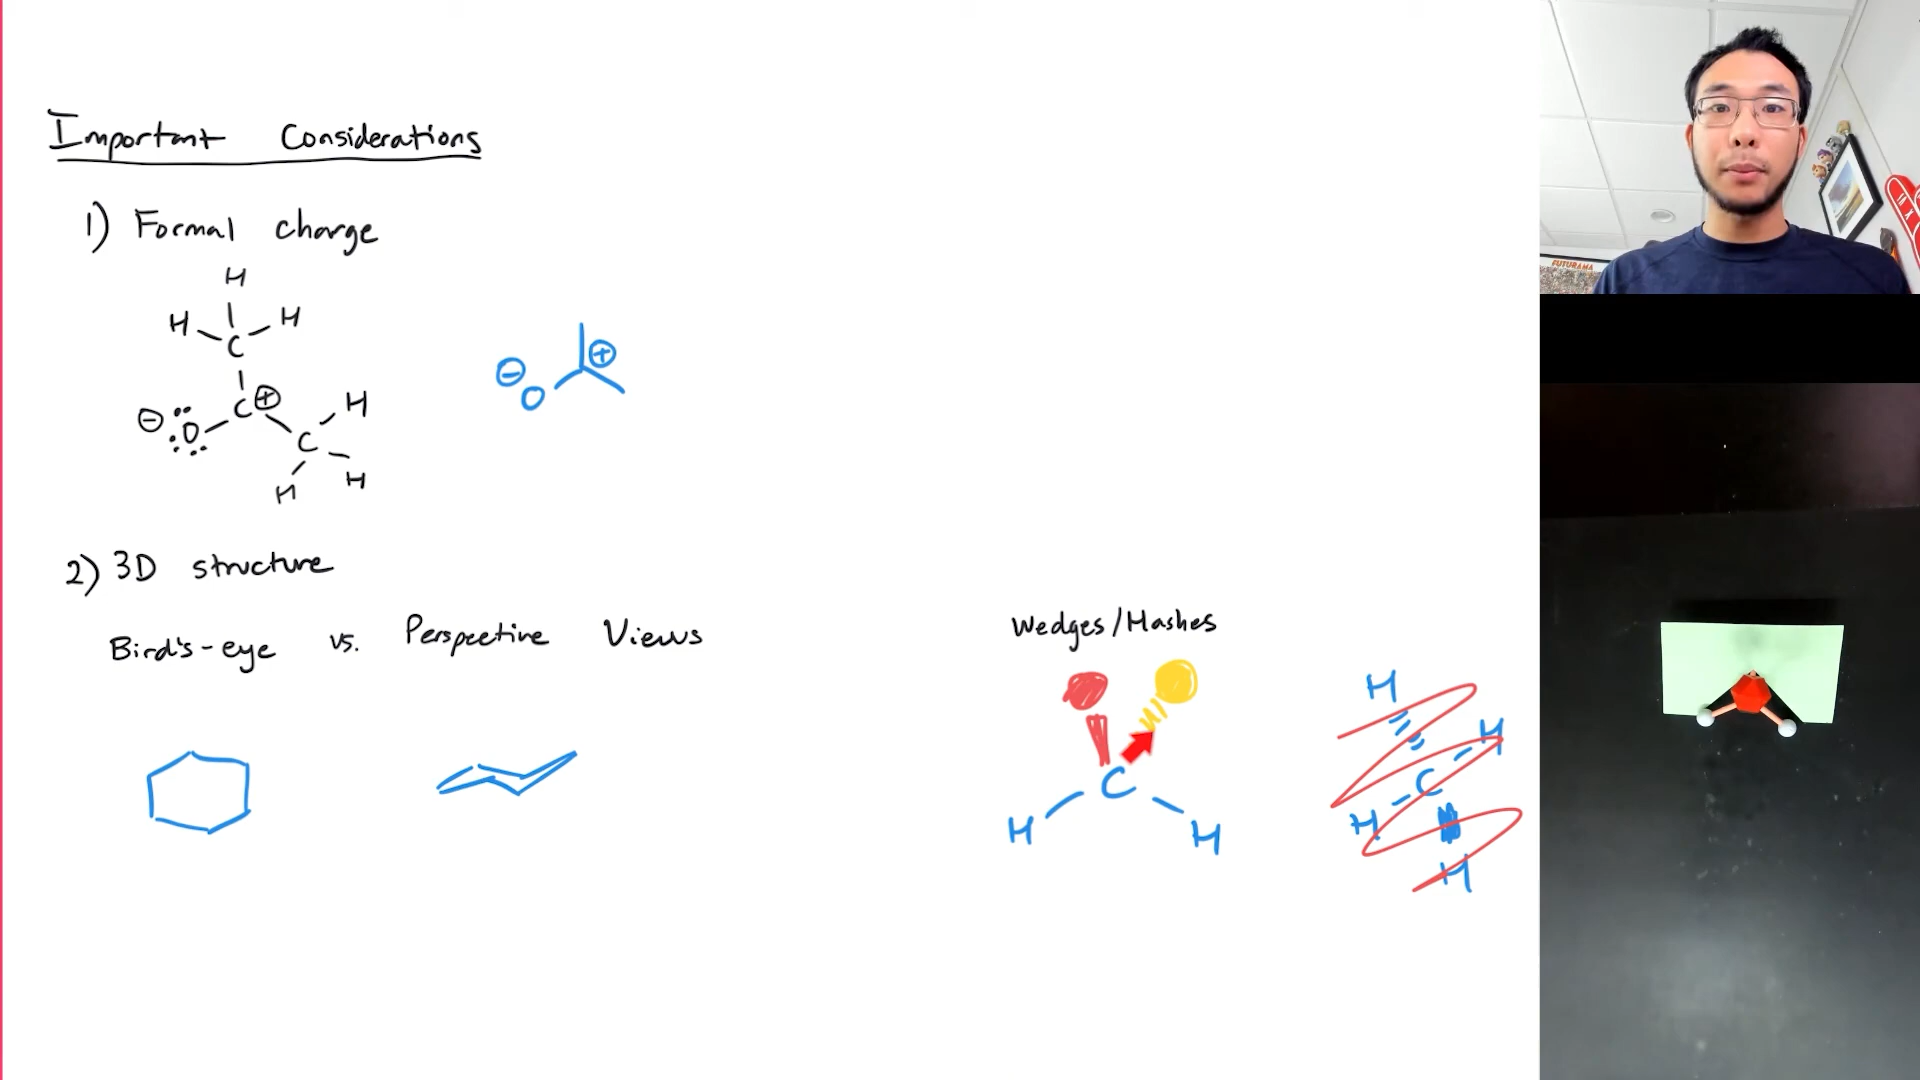 Important Considerations
1) Formal charge
H
H H
C
⊖ O C ⊕ H
C
H H
⊖ O ⊕
2) 3D structure
Bird's-eye vs. Perspective Views
Wedges/Hashes
C
H H
H
H
C
H
H
FUTURAMA